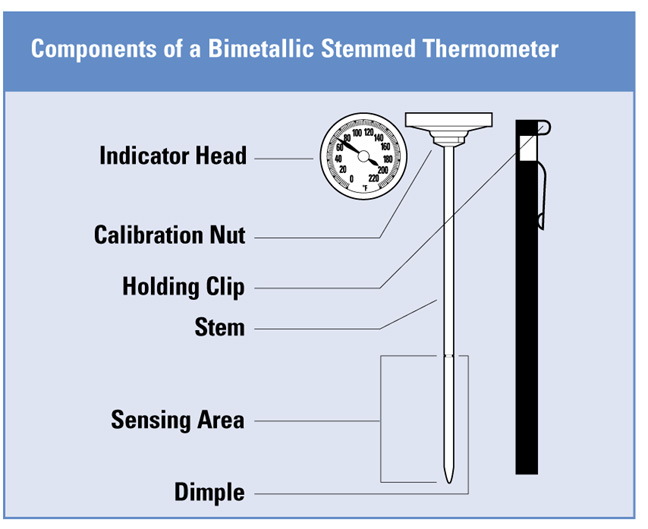 Components of a Bimetallic Stemmed Thermometer
Indicator Head
0 20 40 60 80 100 120 140 160 180 200 220
°F
Calibration Nut
Holding Clip
Stem
Sensing Area
Dimple